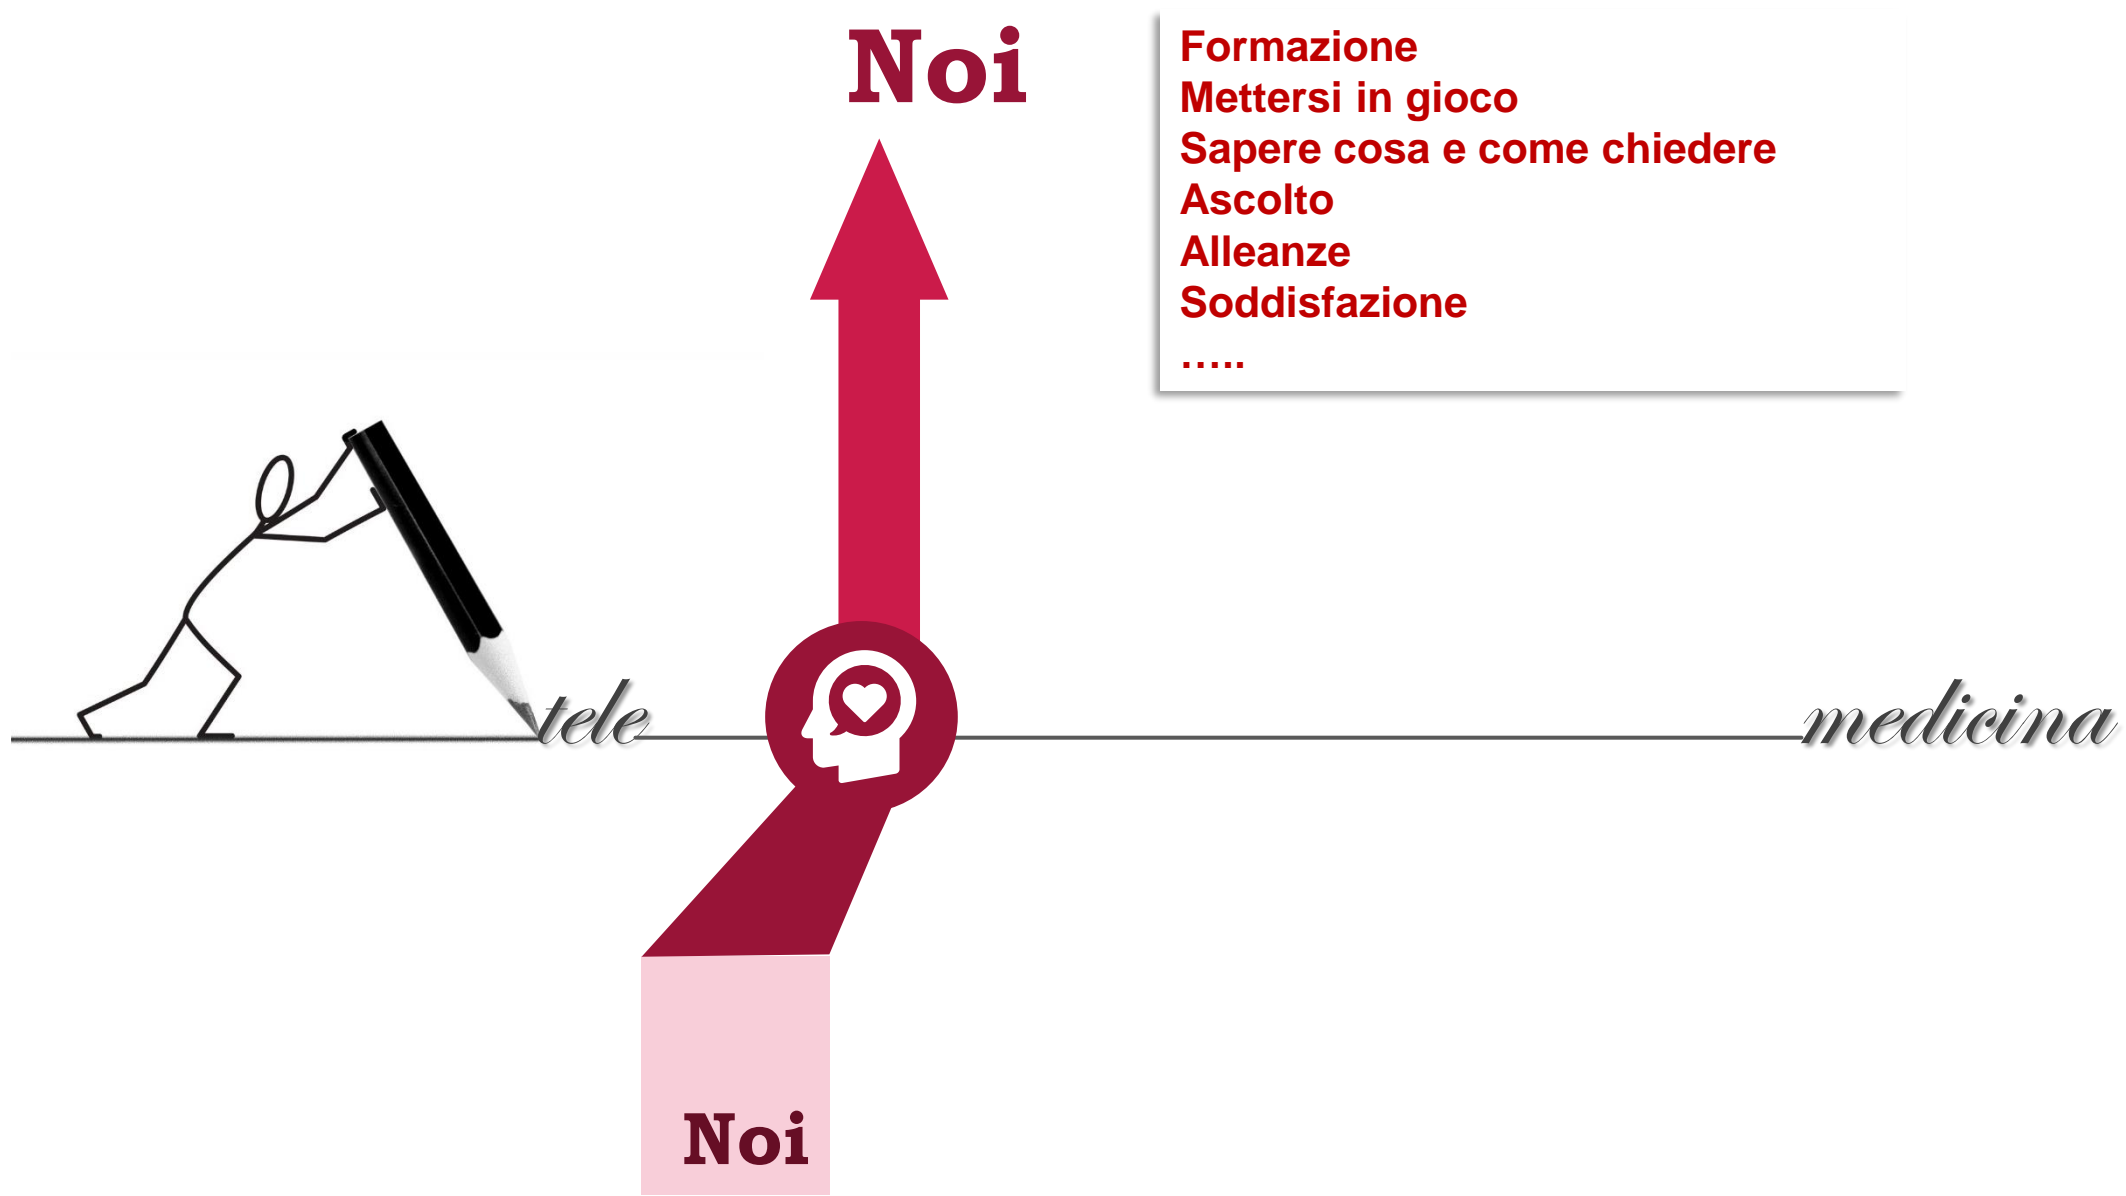 Noi
Formazione
Mettersi in gioco
Sapere cosa e come chiedere
Ascolto
Alleanze
Soddisfazione
…..
tele
medicina
Noi